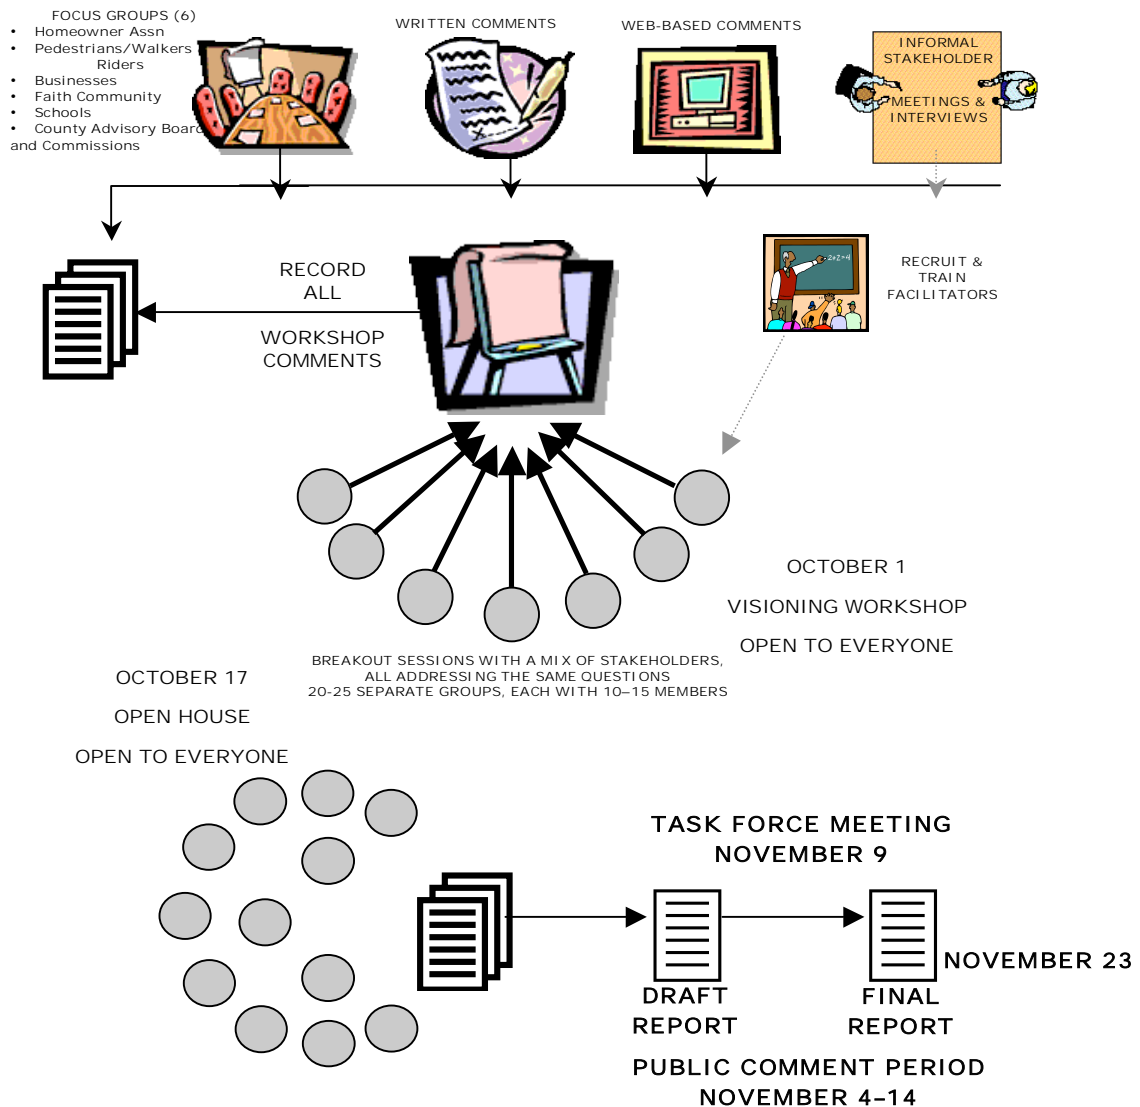 FOCUS GROUPS (6)
• Homeowner Assn
• Pedestrians/Walkers
Riders
• Businesses
• Faith Community
• Schools
• County Advisory Board
and Commissions
WRITTEN COMMENTS
WEB-BASED COMMENTS
INFORMAL
STAKEHOLDER
MEETINGS &
INTERVIEWS
RECORD
ALL
WORKSHOP
COMMENTS
2+2=4
RECRUIT &
TRAIN
FACILITATORS
OCTOBER 1
VISIONING WORKSHOP
OPEN TO EVERYONE
BREAKOUT SESSIONS WITH A MIX OF STAKEHOLDERS,
ALL ADDRESSING THE SAME QUESTIONS
20-25 SEPARATE GROUPS, EACH WITH 10–15 MEMBERS
OCTOBER 17
OPEN HOUSE
OPEN TO EVERYONE
TASK FORCE MEETING
NOVEMBER 9
DRAFT
REPORT
FINAL
REPORT
NOVEMBER 23
PUBLIC COMMENT PERIOD
NOVEMBER 4–14